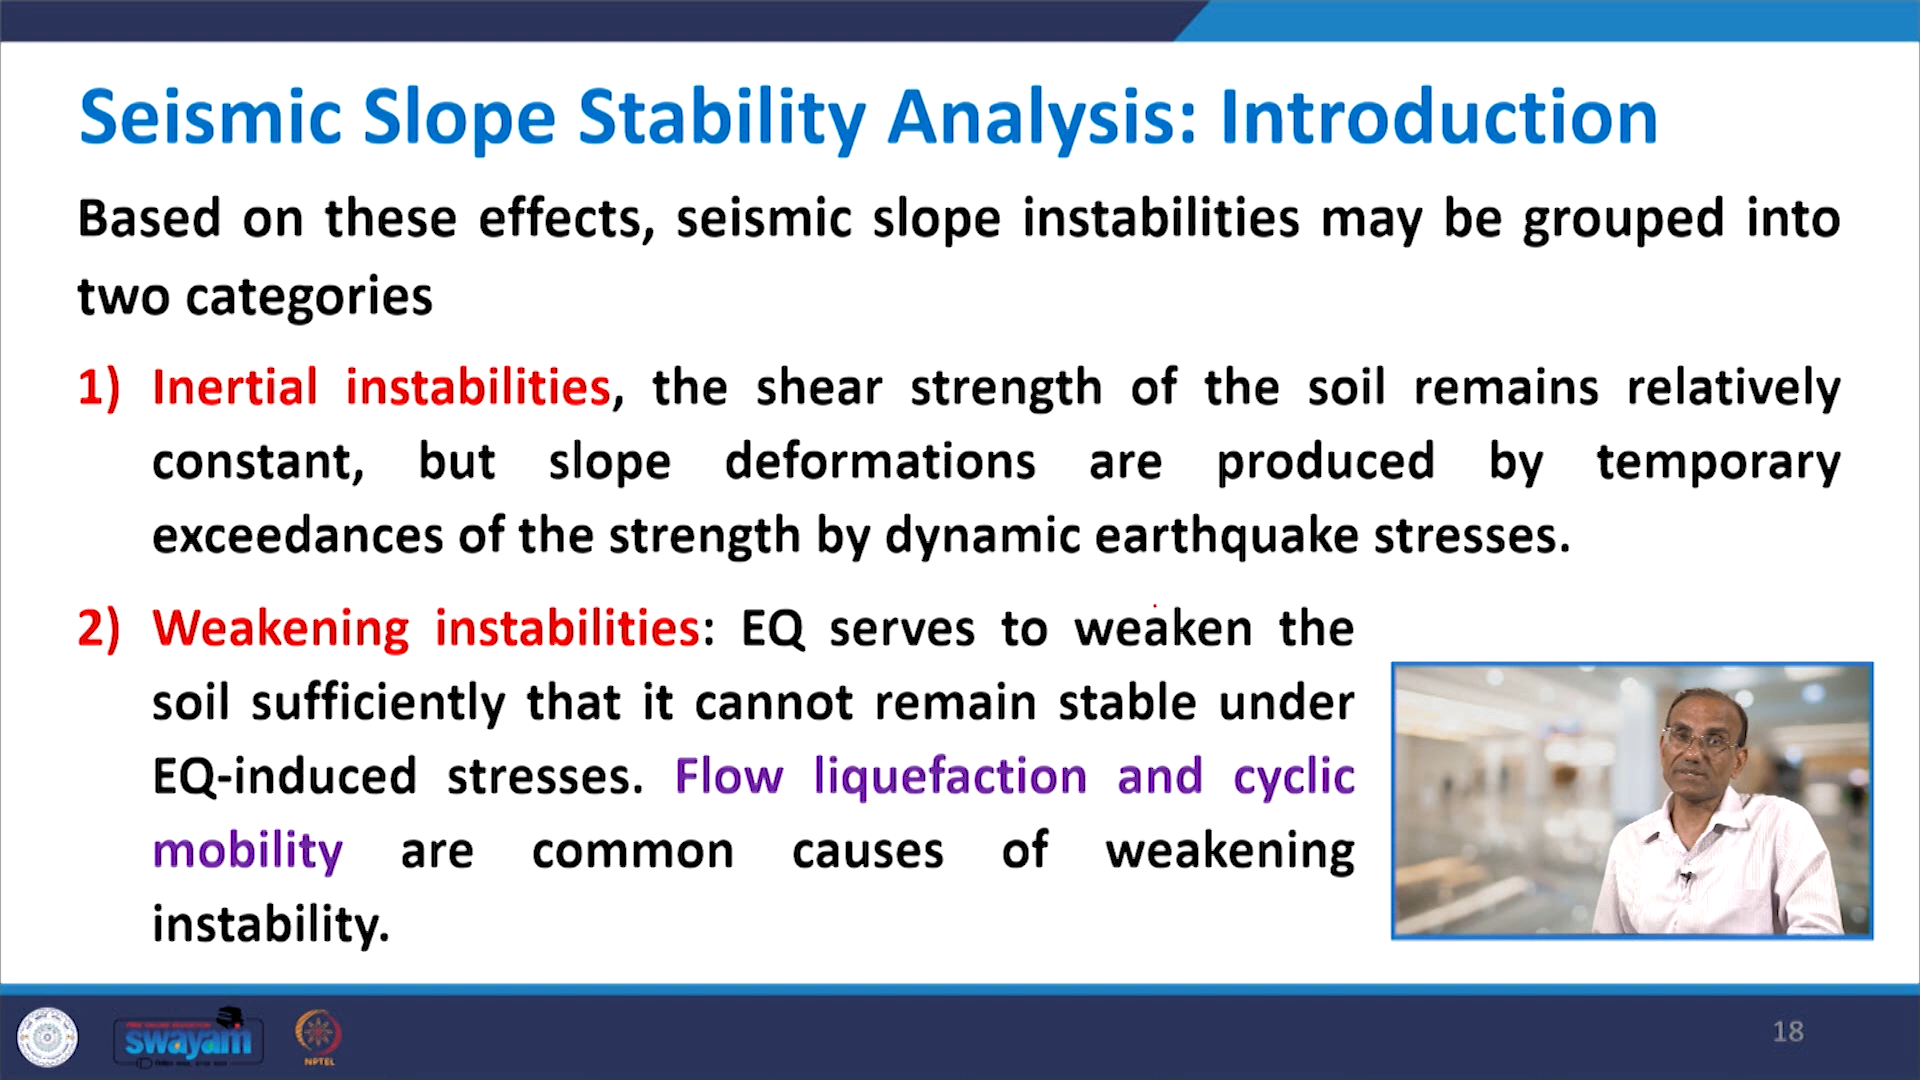 Seismic Slope Stability Analysis: Introduction
Based on these effects, seismic slope instabilities may be grouped into
two categories
1) Inertial instabilities, the shear strength of the soil remains relatively
constant, but slope deformations are produced by temporary
exceedances of the strength by dynamic earthquake stresses.
2) Weakening instabilities: EQ serves to weaken the
soil sufficiently that it cannot remain stable under
EQ-induced stresses. Flow liquefaction and cyclic
mobility are common causes of weakening
instability.
swayam
NPTEL
18